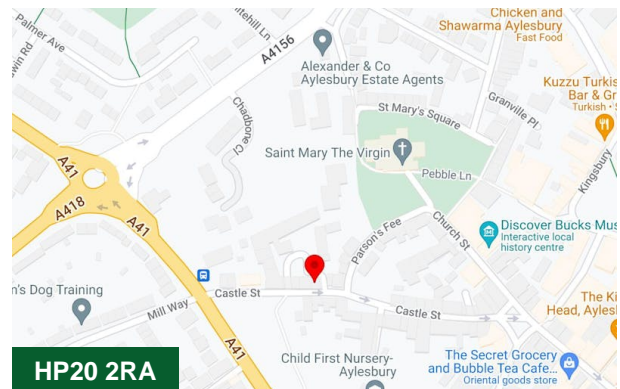 Palmer Ave
A4156
Chicken and
Shawarma Aylesbury
Fast Food
Alexander & Co
Aylesbury Estate Agents
Chadbone Cl
St Mary's Square
Granville Pl
Kuzzu Turkis
Bar & Gr
Turkish
Saint Mary The Virgin
Pebble Ln
Kingsbury
A41
A418
A41
Parson's Fee
Church St
Discover Bucks Mus
Interactive local
history centre
n's Dog Training
Mill Way
Castle St
Castle St
A41
The Ki
Head, Ayles
Child First Nursery-
Aylesbury
The Secret Grocery
and Bubble Tea Cafe...
Oriental goods store
HP20 2RA